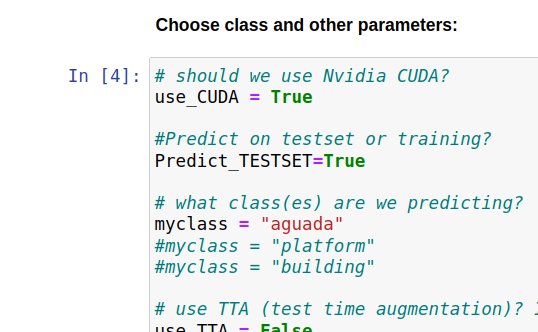 Choose class and other parameters:
In [4]: # should we use Nvidia CUDA?
use_CUDA = True
#Predict on testset or training?
Predict_TESTSET=True
# what class(es) are we predicting?
myclass = "aguada"
#myclass = "platform"
#myclass = "building"
# use TTA (test time augmentation)?
use TTA = False